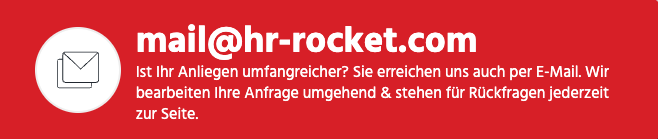 mail@hr-rocket.com
Ist Ihr Anliegen umfangreicher? Sie erreichen uns auch per E-Mail. Wir
bearbeiten Ihre Anfrage umgehend & stehen für Rückfragen jederzeit
zur Seite.